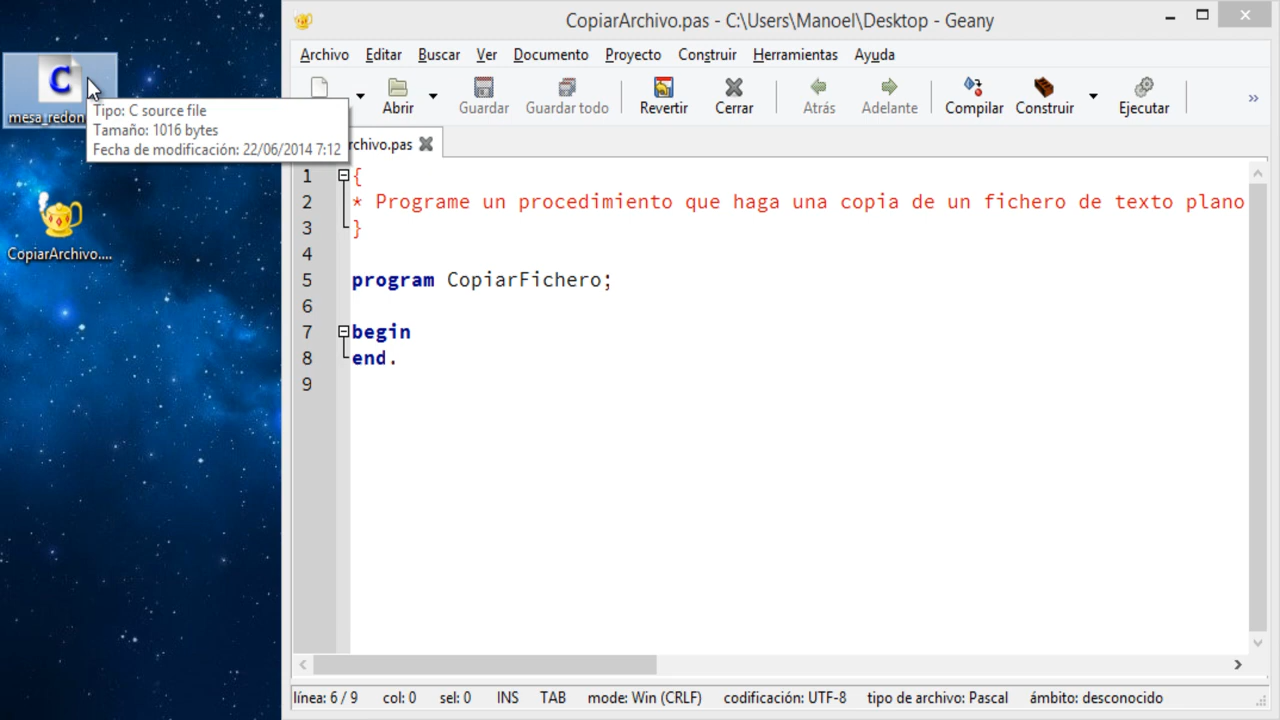 CopiarArchivo.pas - C:\Users\Manoel\Desktop - Geany
Archivo Editar Buscar Ver Documento Proyecto Construir Herramientas Ayuda
Abrir Guardar Guardar todo Revertir Cerrar Atrás Adelante Compilar Construir Ejecutar »
mesa_redon
Tipo: C source file
Tamaño: 1016 bytes
Fecha de modificación: 22/06/2014 7:12
rchivo.pas
CopiarArchivo....
1 {
2 * Programe un procedimiento que haga una copia de un fichero de texto plano
3 }
4
5 program CopiarFichero;
6
7 begin
8 end.
9
línea: 6 / 9 col: 0 sel: 0 INS TAB mode: Win (CRLF) codificación: UTF-8 tipo de archivo: Pascal ámbito: desconocido